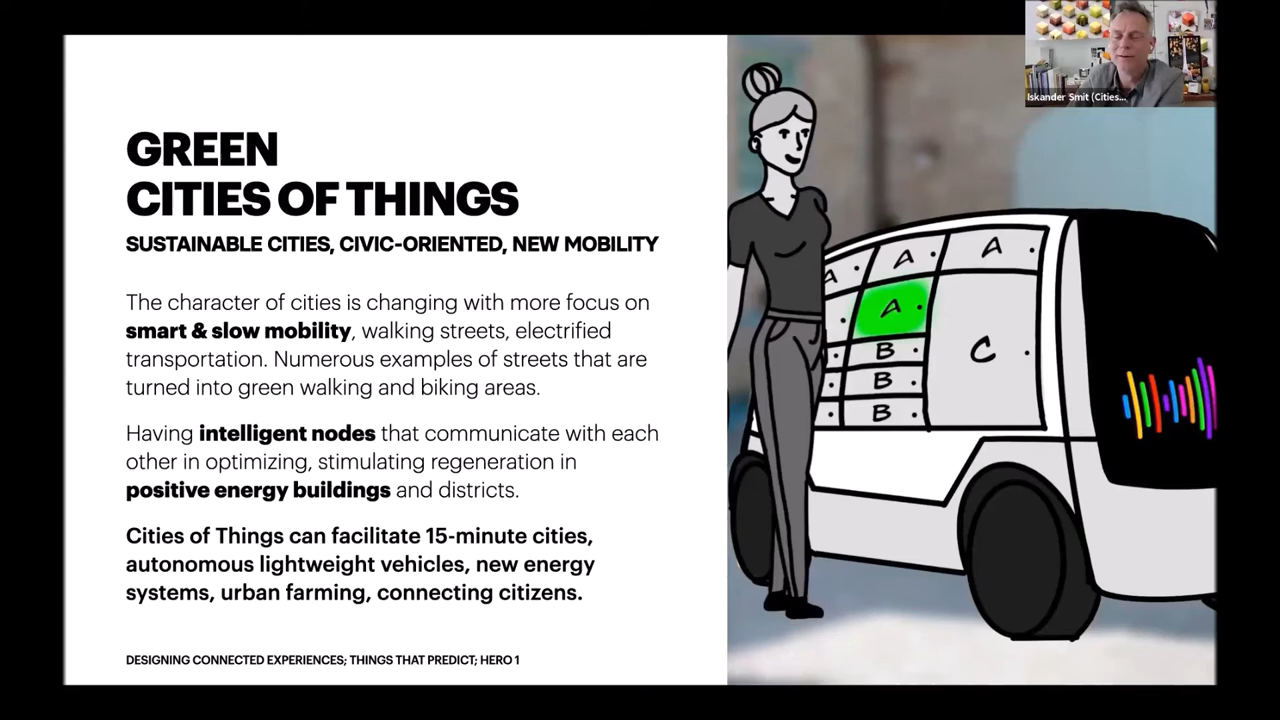 GREEN
CITIES OF THINGS
SUSTAINABLE CITIES, CIVIC-ORIENTED, NEW MOBILITY
The character of cities is changing with more focus on
smart & slow mobility, walking streets, electrified
transportation. Numerous examples of streets that are
turned into green walking and biking areas.
Having intelligent nodes that communicate with each
other in optimizing, stimulating regeneration in
positive energy buildings and districts.
Cities of Things can facilitate 15-minute cities,
autonomous lightweight vehicles, new energy
systems, urban farming, connecting citizens.
DESIGNING CONNECTED EXPERIENCES; THINGS THAT PREDICT; HERO 1
Iskander Smit (Cities...
A A A
A
B
B
B
C